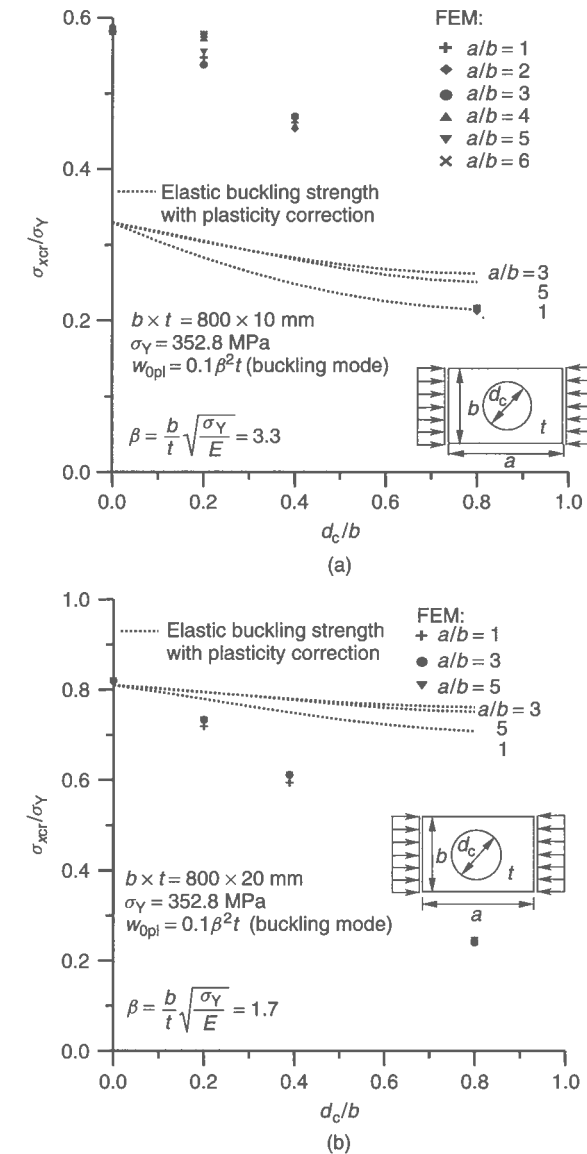 FEM:
a/b = 1
a/b = 2
a/b = 3
a/b = 4
a/b = 5
a/b = 6
0.6
0.4
0.2
0.0
σxcr/σY
Elastic buckling strength
with plasticity correction
a/b = 3
5
1
b × t = 800 × 10 mm
σY = 352.8 MPa
w0pl = 0.1β²t (buckling mode)
β = b/t √σY/E = 3.3
dc
b
t
a
0.0 0.2 0.4 0.6 0.8 1.0
dc/b
(a)
1.0
0.8
0.6
0.4
0.2
0.0
σxcr/σY
Elastic buckling strength
with plasticity correction
FEM:
a/b = 1
a/b = 3
a/b = 5
a/b = 3
5
1
b × t = 800 × 20 mm
σY = 352.8 MPa
w0pl = 0.1β²t (buckling mode)
β = b/t √σY/E = 1.7
dc
b
t
a
0.0 0.2 0.4 0.6 0.8 1.0
dc/b
(b)